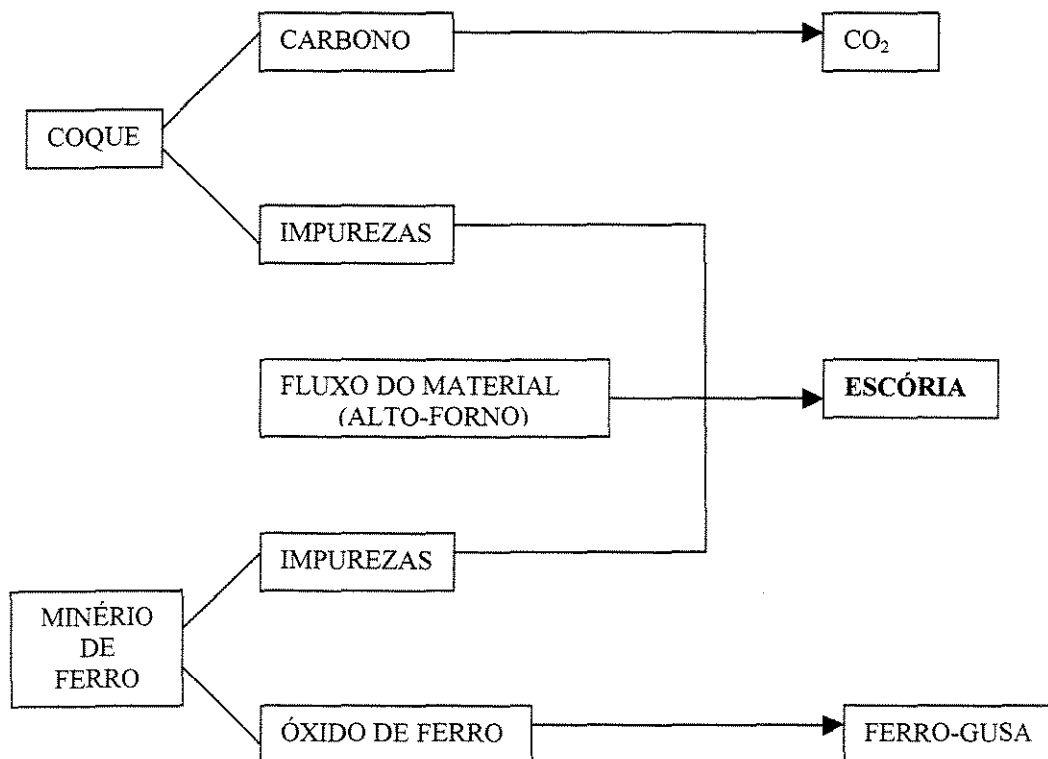 CARBONO
CO₂
COQUE
IMPUREZAS
FLUXO DO MATERIAL
(ALTO-FORNO)
ESCÓRIA
IMPUREZAS
MINÉRIO
DE
FERRO
ÓXIDO DE FERRO
FERRO-GUSA